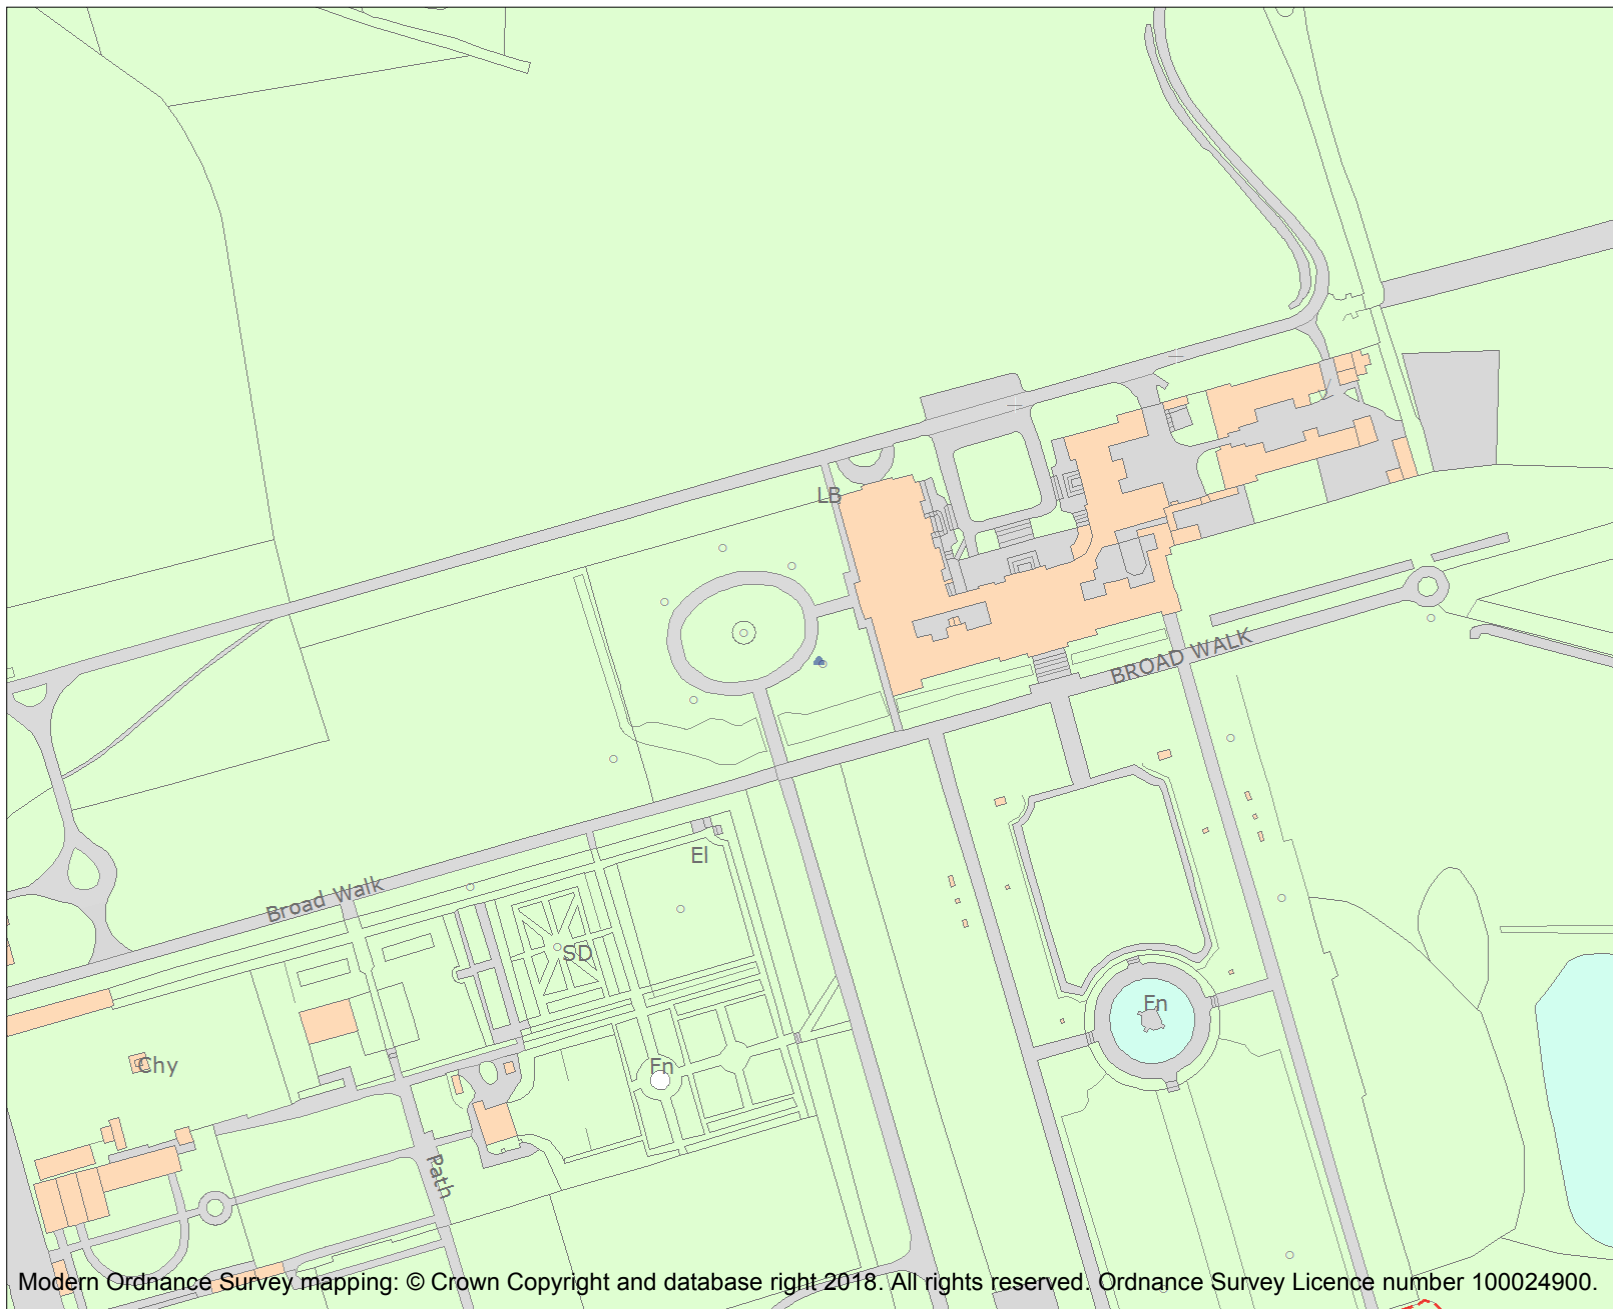 LB
BROAD WALK
El
Broad Walk
SD
Fn
Chy
Fn
Path
Modern Ordnance Survey mapping: © Crown Copyright and database right 2018. All rights reserved. Ordnance Survey Licence number 100024900.